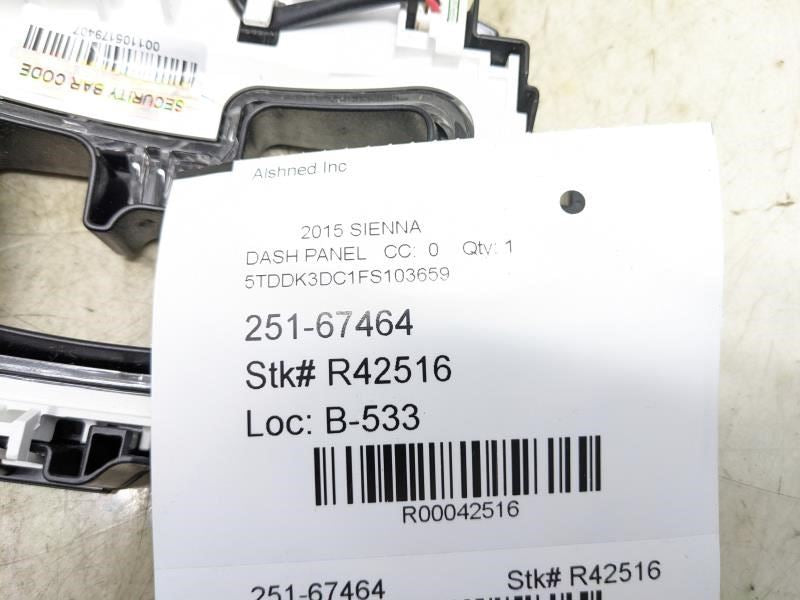 0011105179407
SECURITY BAR CODE
Alshned Inc
2015 SIENNA
DASH PANEL CC: 0 Qty: 1
5TDDK3DC1FS103659
251-67464
Stk# R42516
Loc: B-533
R00042516
251-67464 Stk# R42516